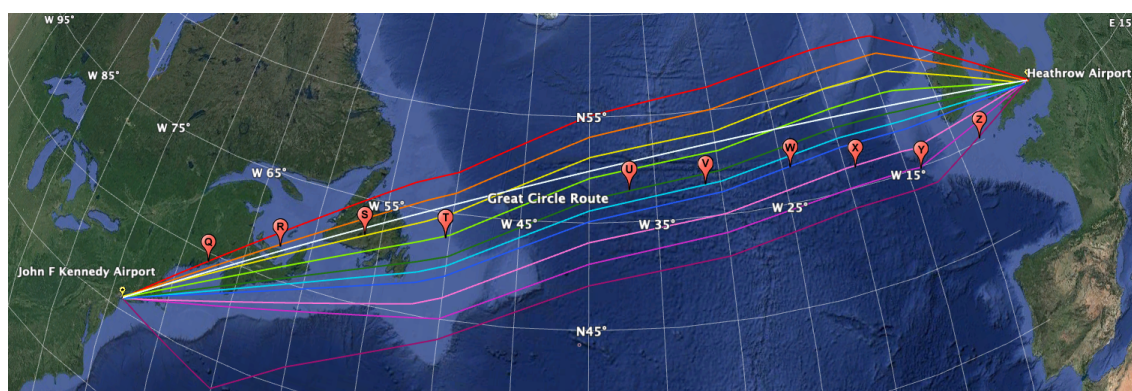 W 95°
E 15
W 85°
Heathrow Airport
W 75°
N55°
W 65°
Z
W
X
Y
U
V
W 15°
Great Circle Route
W 55°
S
T
W 45°
W 35°
W 25°
R
Q
John F Kennedy Airport
N45°